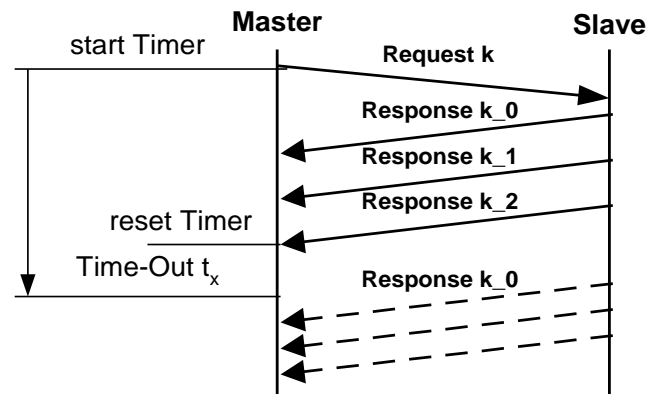 Master
Slave
start Timer
Request k
Response k_0
Response k_1
Response k_2
reset Timer
Time-Out tx
Response k_0